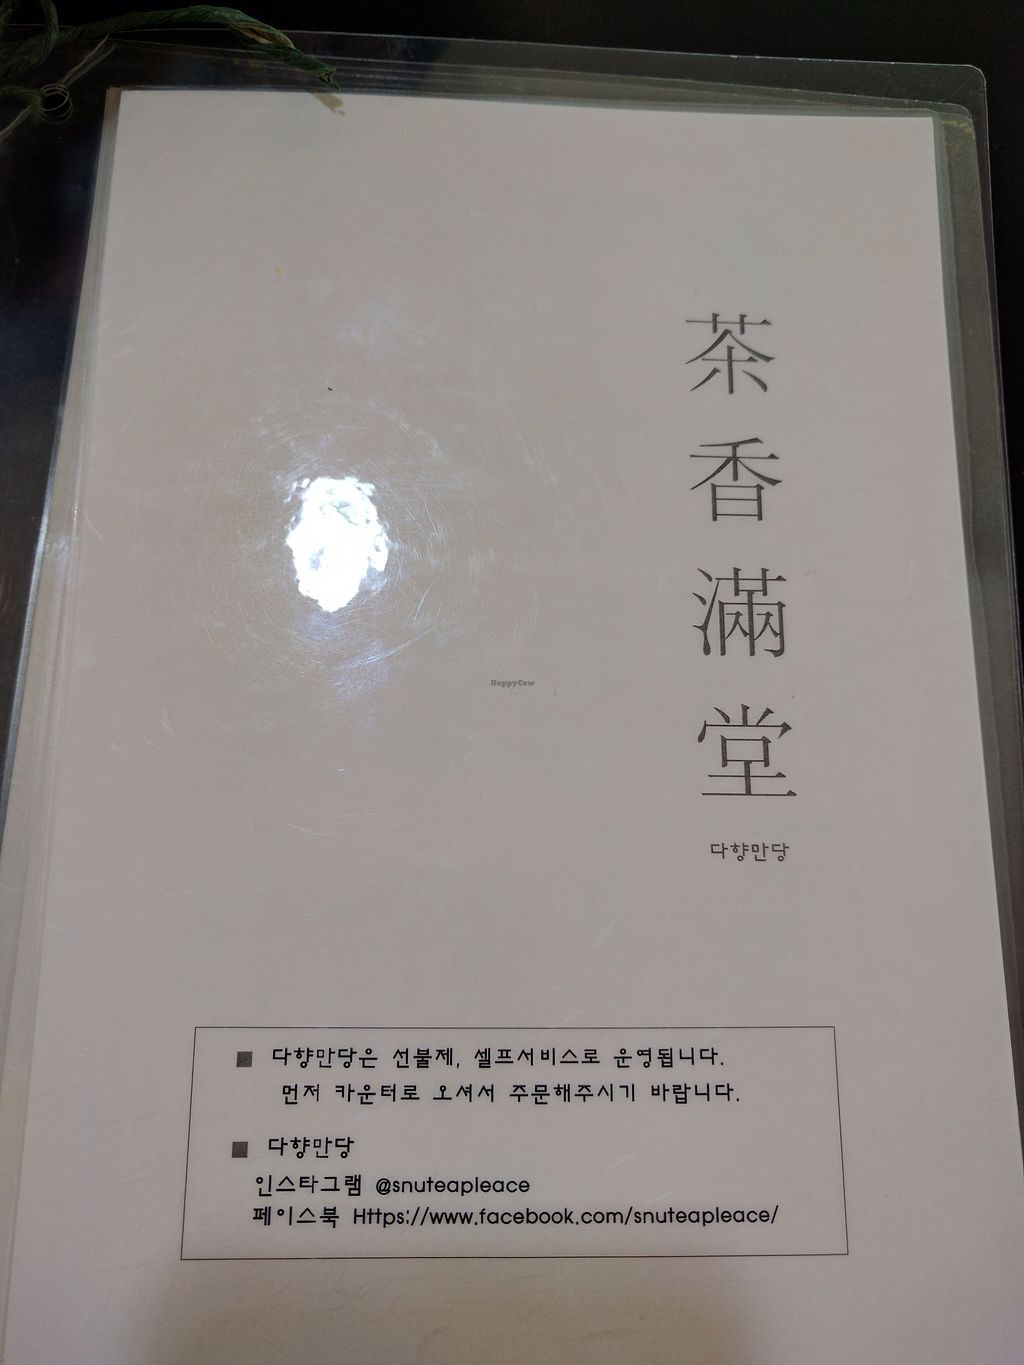 茶香滿堂
다향만당
HappyCow
■ 다향만당은 선불제, 셀프서비스로 운영됩니다.
먼저 카운터로 오셔서 주문해주시기 바랍니다.
■ 다향만당
인스타그램 @snuteapleace
페이스북 Https://www.facebook.com/snuteapleace/